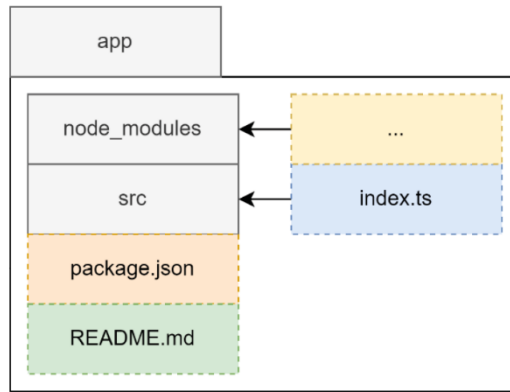 app
node_modules
...
src
index.ts
package.json
README.md